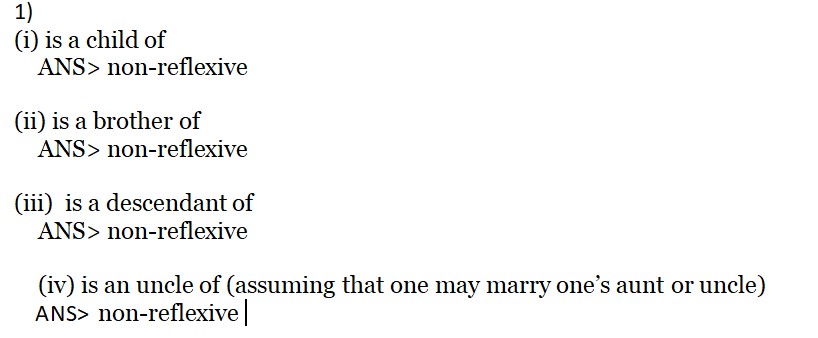 1)
(i) is a child of
ANS> non-reflexive
(ii) is a brother of
ANS> non-reflexive
(iii) is a descendant of
ANS> non-reflexive
(iv) is an uncle of (assuming that one may marry one’s aunt or uncle)
ANS> non-reflexive